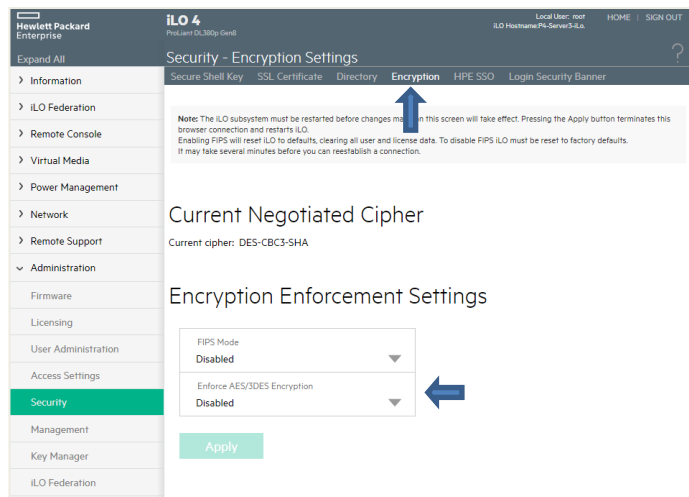 Hewlett Packard
Enterprise
iLO 4
ProLiant DL380p Gen8
Local User: root
iLO Hostname:P4-Server3-iLo.
HOME | SIGN OUT
Expand All
Security - Encryption Settings
?
Secure Shell Key SSL Certificate Directory Encryption HPE SSO Login Security Banner
Information
iLO Federation
Remote Console
Virtual Media
Power Management
Network
Remote Support
Administration
Firmware
Licensing
User Administration
Access Settings
Security
Management
Key Manager
iLO Federation
Note: The iLO subsystem must be restarted before changes ma on this screen will take effect. Pressing the Apply button terminates this
browser connection and restarts iLO.
Enabling FIPS will reset iLO to defaults, clearing all user and license data. To disable FIPS iLO must be reset to factory defaults.
It may take several minutes before you can reestablish a connection.
Current Negotiated Cipher
Current cipher: DES-CBC3-SHA
Encryption Enforcement Settings
FIPS Mode
Disabled
Enforce AES/3DES Encryption
Disabled
Apply